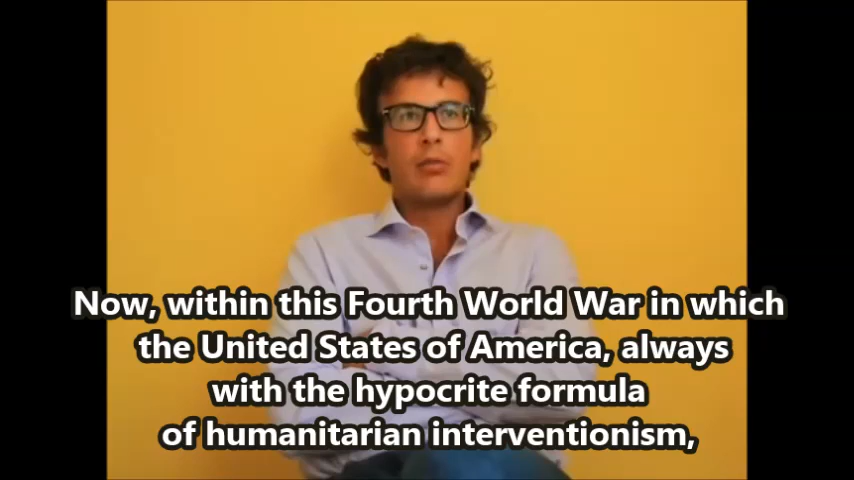 Now, within this Fourth World War in which
the United States of America, always
with the hypocrite formula
of humanitarian interventionism,